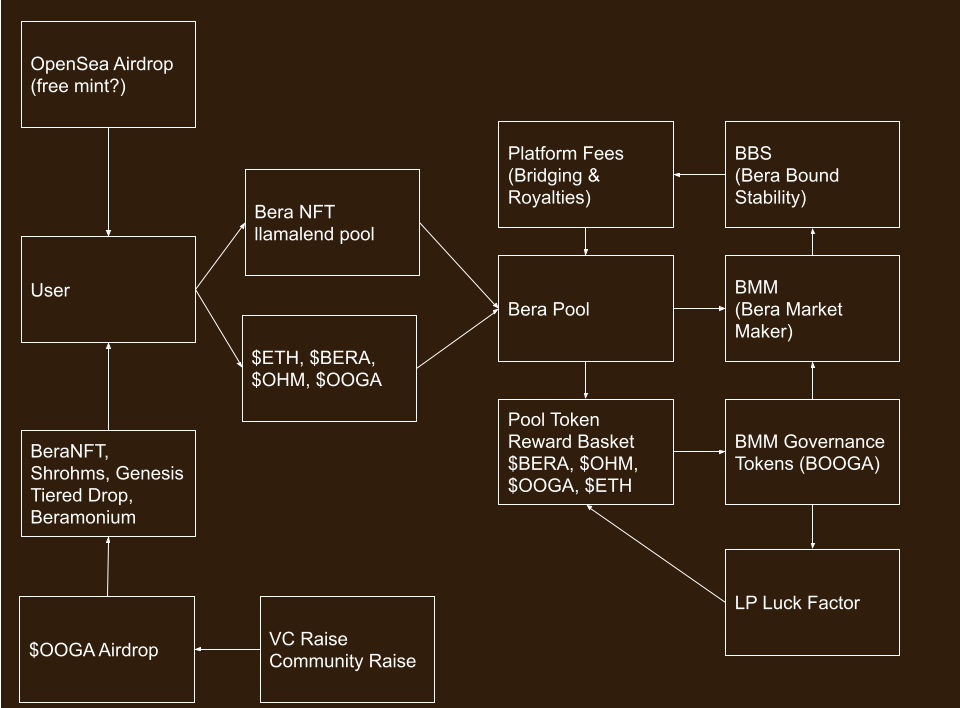 OpenSea Airdrop
(free mint?)
User
BeraNFT,
Shrohms, Genesis
Tiered Drop,
Beramonium
$OOGA Airdrop
VC Raise
Community Raise
Bera NFT
llamalend pool
$ETH, $BERA,
$OHM, $OOGA
Platform Fees
(Bridging &
Royalties)
Bera Pool
Pool Token
Reward Basket
$BERA, $OHM,
$OOGA, $ETH
BBS
(Bera Bound
Stability)
BMM
(Bera Market
Maker)
BMM Governance
Tokens (BOOGA)
LP Luck Factor